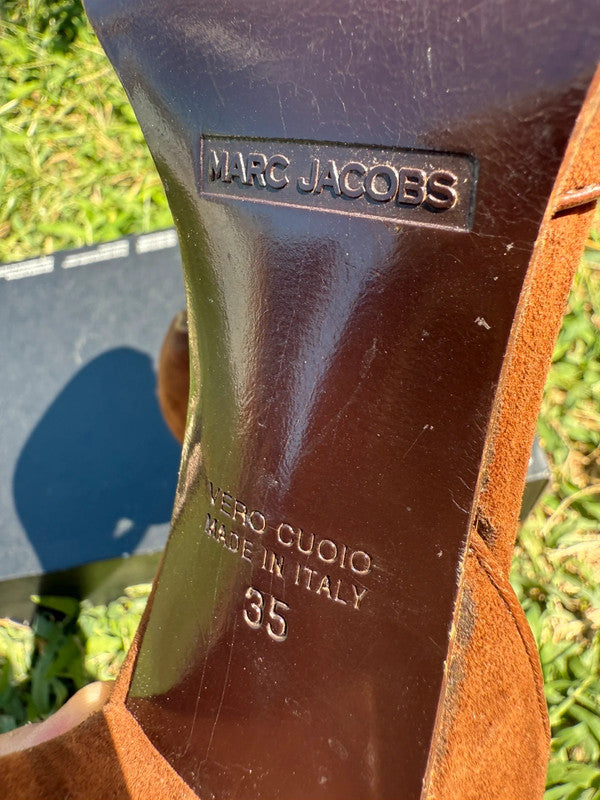 MARC JACOBS
VERO CUOIO
MADE IN ITALY
35